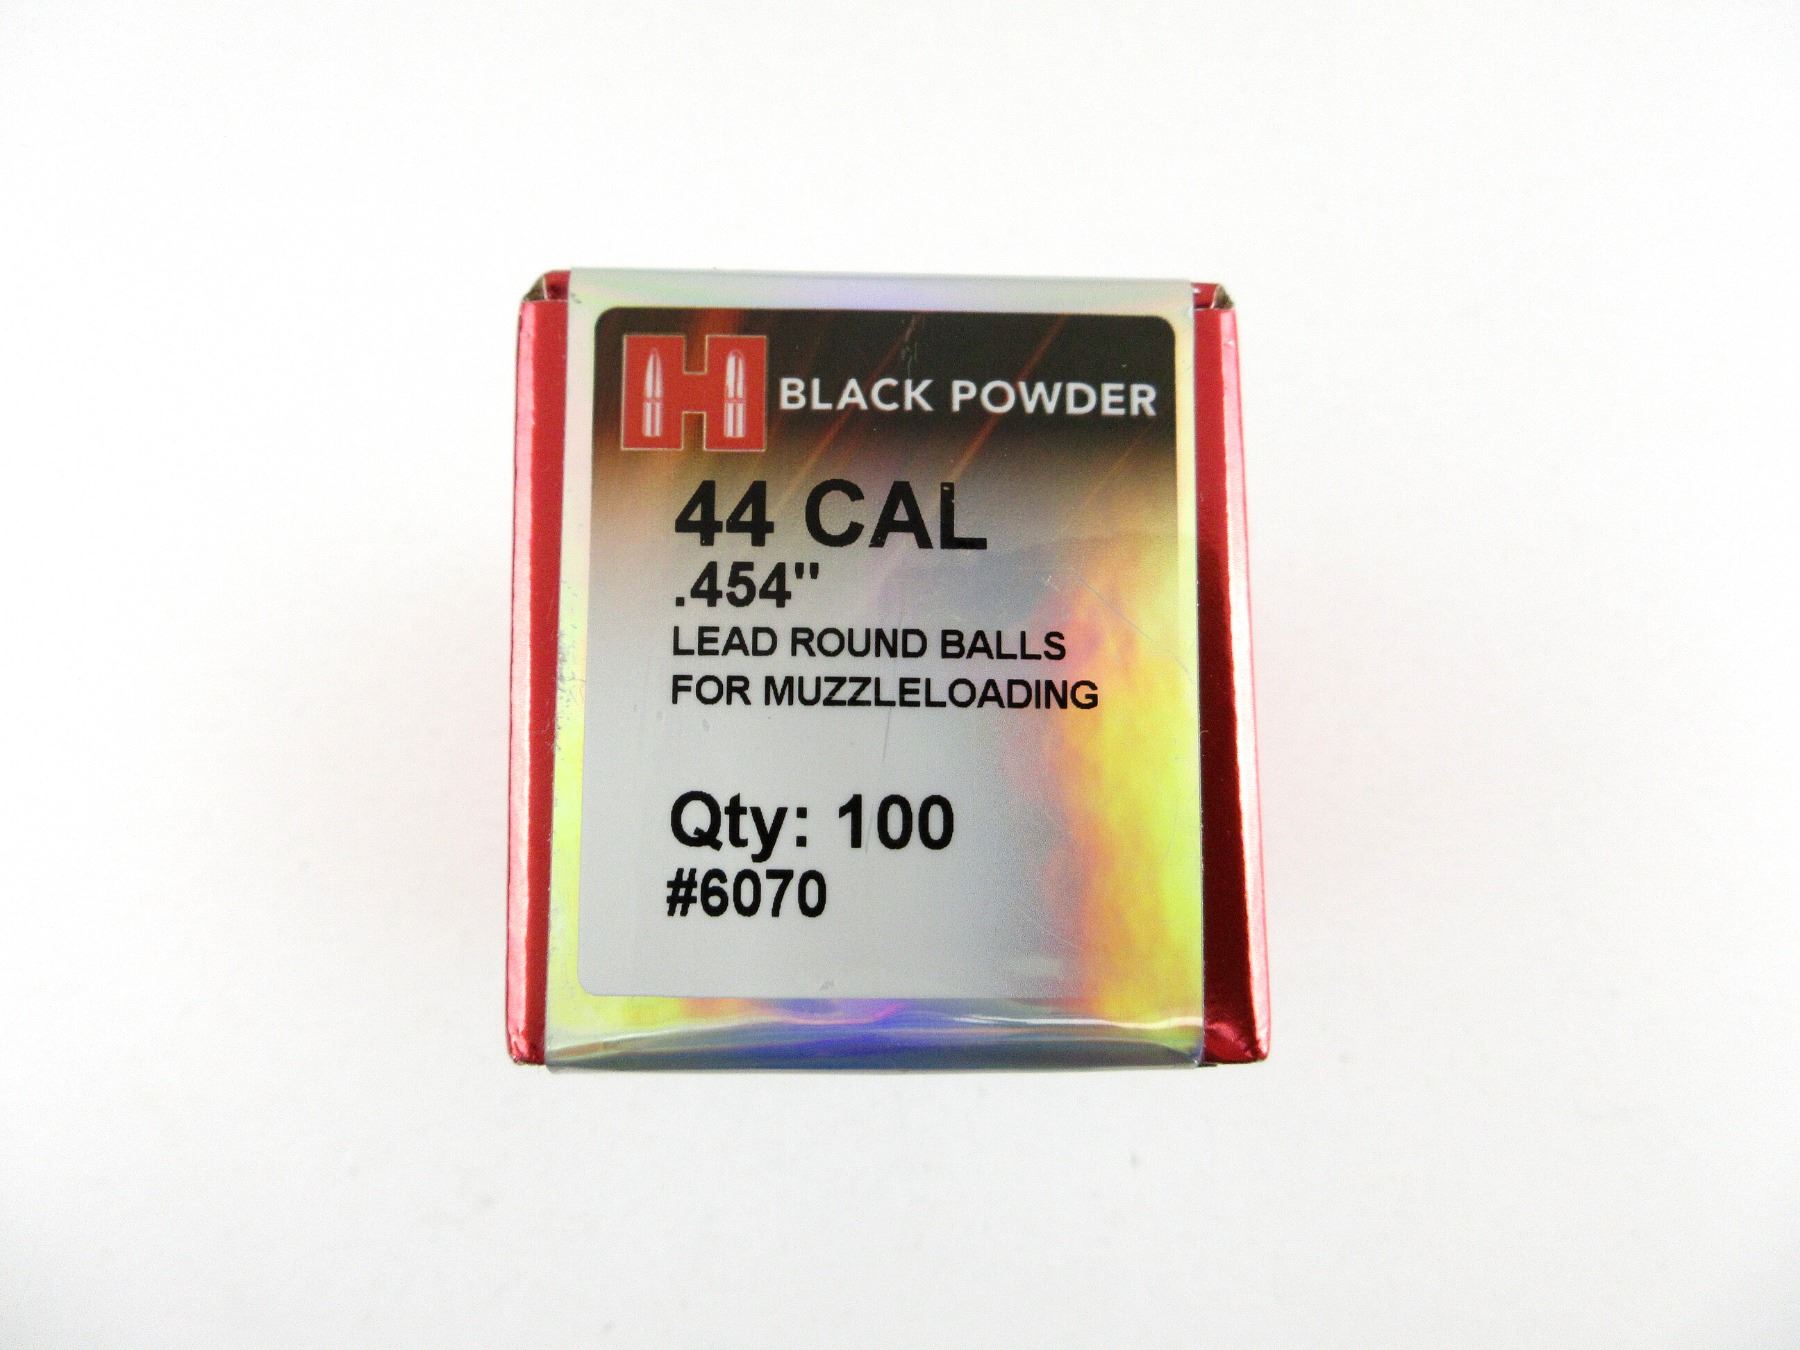 H BLACK POWDER
44 CAL
.454"
LEAD ROUND BALLS
FOR MUZZLELOADING
Qty: 100
#6070